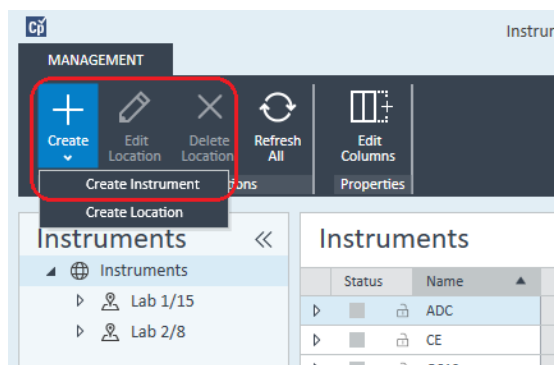 Cp
Instru
MANAGEMENT
Create Edit Location Delete Location Refresh All Edit Columns
Create Instrument
Properties
Create Location
Instruments
Instruments
Instruments
Status Name
Lab 1/15
ADC
Lab 2/8
CE